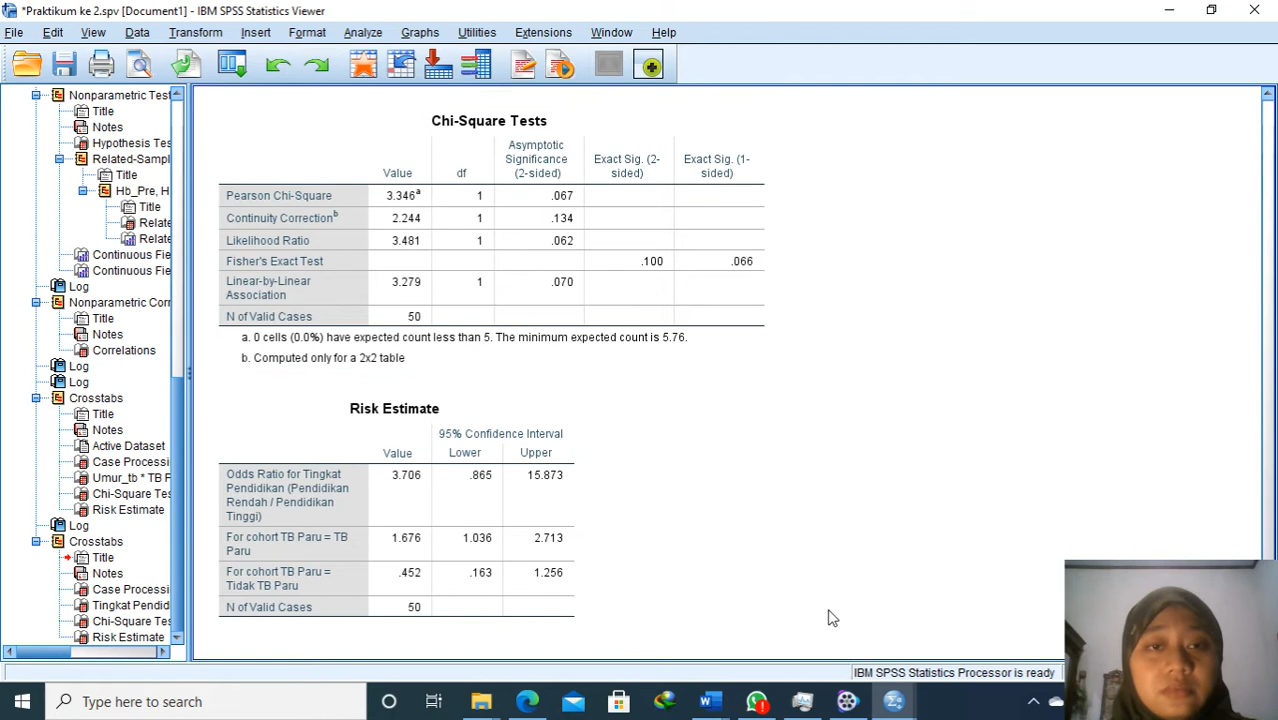 *Praktikum ke 2.spv [Document1] - IBM SPSS Statistics Viewer
File Edit View Data Transform Insert Format Analyze Graphs Utilities Extensions Window Help
Nonparametric Test
Title
Notes
Hypothesis Tes
Related-Sampl
Title
Hb_Pre, H
Title
Relate
Relate
Continuous Fie
Continuous Fie
Log
Nonparametric Corr
Title
Notes
Correlations
Log
Log
Crosstabs
Title
Notes
Active Dataset
Case Processi
Umur_tb * TB F
Chi-Square Tes
Risk Estimate
Log
Crosstabs
Title
Notes
Case Processi
Tingkat Pendid
Chi-Square Tes
Risk Estimate
Chi-Square Tests
Value df Asymptotic Significance (2-sided) Exact Sig. (2-sided) Exact Sig. (1-sided)
Pearson Chi-Square 3.346a 1 .067
Continuity Correctionb 2.244 1 .134
Likelihood Ratio 3.481 1 .062
Fisher's Exact Test .100 .066
Linear-by-Linear Association 3.279 1 .070
N of Valid Cases 50
a. 0 cells (0.0%) have expected count less than 5. The minimum expected count is 5.76.
b. Computed only for a 2x2 table
Risk Estimate
95% Confidence Interval
Value Lower Upper
Odds Ratio for Tingkat Pendidikan (Pendidikan Rendah / Pendidikan Tinggi) 3.706 .865 15.873
For cohort TB Paru = TB Paru 1.676 1.036 2.713
For cohort TB Paru = Tidak TB Paru .452 .163 1.256
N of Valid Cases 50
IBM SPSS Statistics Processor is ready
Type here to search